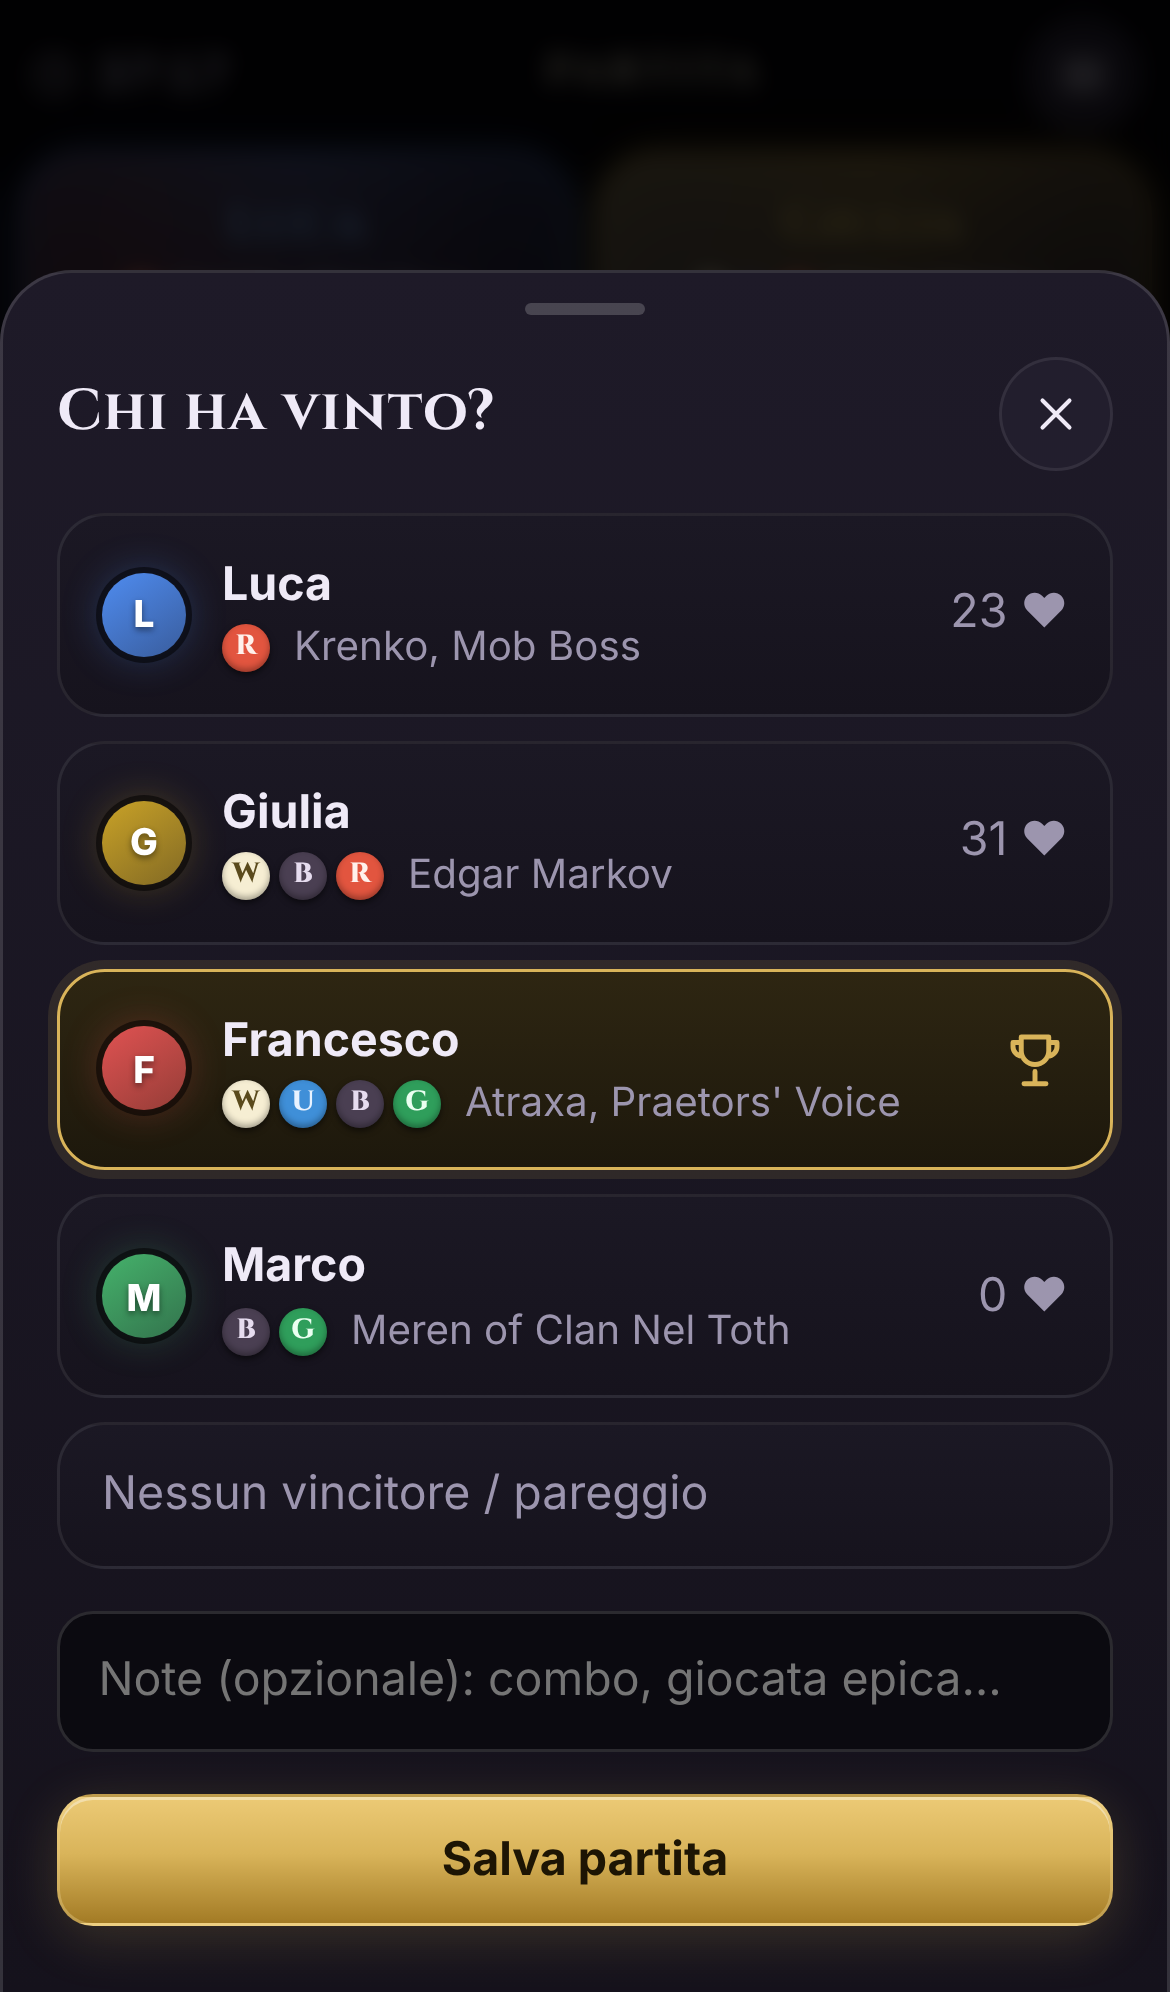 Chi ha vinto?
L
Luca
R Krenko, Mob Boss
23
G
Giulia
W B R Edgar Markov
31
F
Francesco
W U B G Atraxa, Praetors' Voice
M
Marco
B G Meren of Clan Nel Toth
0
Nessun vincitore / pareggio
Note (opzionale): combo, giocata epica...
Salva partita